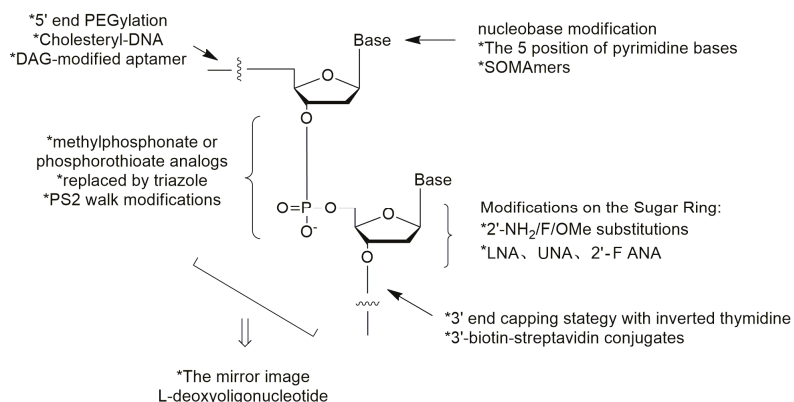 *5' end PEGylation
*Cholesteryl-DNA
*DAG-modified aptamer
Base
nucleobase modification
*The 5 position of pyrimidine bases
*SOMAmers
O
O
*methylphosphonate or
phosphorothioate analogs
*replaced by triazole
*PS2 walk modifications
Base
O=P-O
O-
O
O
Modifications on the Sugar Ring:
*2'-NH2/F/OMe substitutions
*LNA、UNA、2'-F ANA
*3' end capping stategy with inverted thymidine
*3'-biotin-streptavidin conjugates
*The mirror image
L-deoxyoligonucleotide